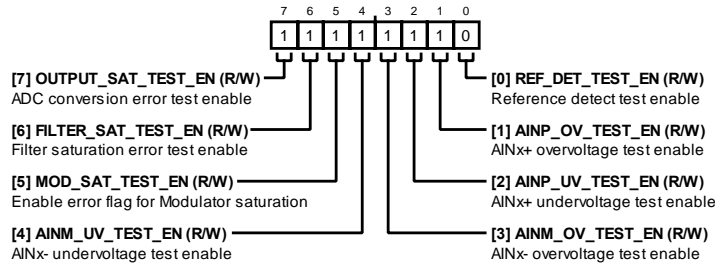 7 6 5 4 3 2 1 0
1 1 1 1 1 1 1 0
[7] OUTPUT_SAT_TEST_EN (R/W)
ADC conversion error test enable
[0] REF_DET_TEST_EN (R/W)
Reference detect test enable
[6] FILTER_SAT_TEST_EN (R/W)
Filter saturation error test enable
[1] AINP_OV_TEST_EN (R/W)
AINx+ overvoltage test enable
[5] MOD_SAT_TEST_EN (R/W)
Enable error flag for Modulator saturation
[2] AINP_UV_TEST_EN (R/W)
AINx+ undervoltage test enable
[4] AINM_UV_TEST_EN (R/W)
AINx- undervoltage test enable
[3] AINM_OV_TEST_EN (R/W)
AINx- overvoltage test enable